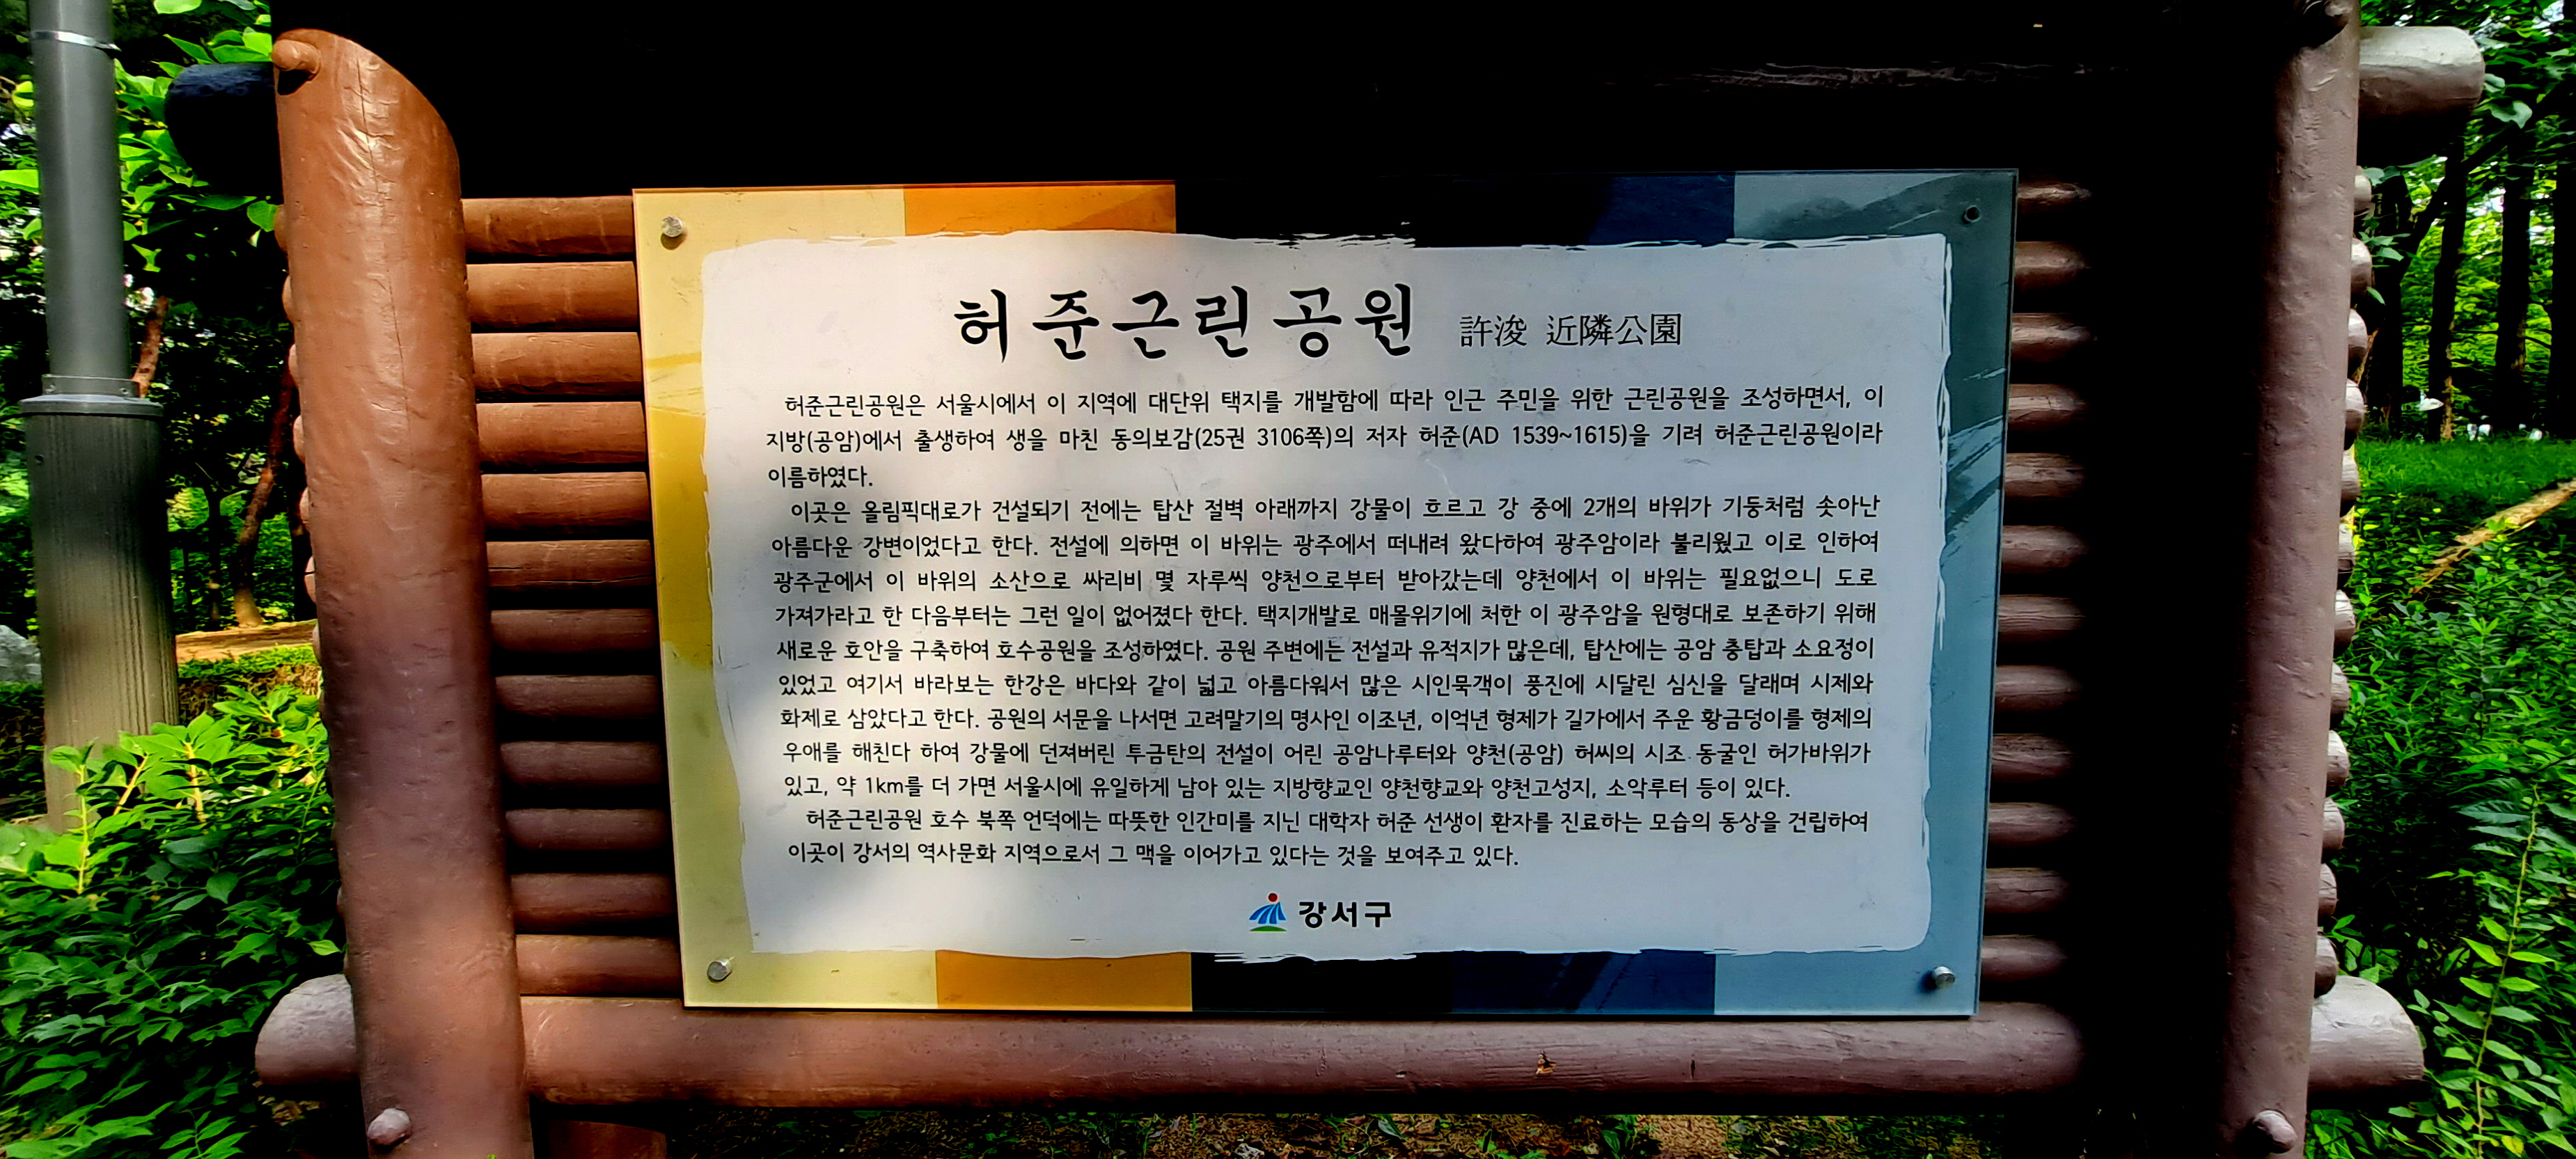 허준근린공원 許浚 近隣公園
허준근린공원은 서울시에서 이 지역에 대단위 택지를 개발함에 따라 인근 주민을 위한 근린공원을 조성하면서, 이
지방(공암)에서 출생하여 생을 마친 동의보감(25권 3106쪽)의 저자 허준(AD 1539~1615)을 기려 허준근린공원이라
이름하였다.
이곳은 올림픽대로가 건설되기 전에는 탑산 절벽 아래까지 강물이 흐르고 강 중에 2개의 바위가 기둥처럼 솟아난
아름다운 강변이었다고 한다. 전설에 의하면 이 바위는 광주에서 떠내려 왔다하여 광주암이라 불리웠고 이로 인하여
광주군에서 이 바위의 소산으로 싸리비 몇 자루씩 양천으로부터 받아갔는데 양천에서 이 바위는 필요없으니 도로
가져가라고 한 다음부터는 그런 일이 없어졌다 한다. 택지개발로 매몰위기에 처한 이 광주암을 원형대로 보존하기 위해
새로운 호안을 구축하여 호수공원을 조성하였다. 공원 주변에는 전설과 유적지가 많은데, 탑산에는 공암 충탑과 소요정이
있었고 여기서 바라보는 한강은 바다와 같이 넓고 아름다워서 많은 시인묵객이 풍진에 시달린 심신을 달래며 시제와
화제로 삼았다고 한다. 공원의 서문을 나서면 고려말기의 명사인 이조년, 이억년 형제가 길가에서 주운 황금덩이를 형제의
우애를 해친다 하여 강물에 던져버린 투금탄의 전설이 어린 공암나루터와 양천(공암) 허씨의 시조 동굴인 허가바위가
있고, 약 1km를 더 가면 서울시에 유일하게 남아 있는 지방향교인 양천향교와 양천고성지, 소악루터 등이 있다.
허준근린공원 호수 북쪽 언덕에는 따뜻한 인간미를 지닌 대학자 허준 선생이 환자를 진료하는 모습의 동상을 건립하여
이곳이 강서의 역사문화 지역으로서 그 맥을 이어가고 있다는 것을 보여주고 있다.
강서구